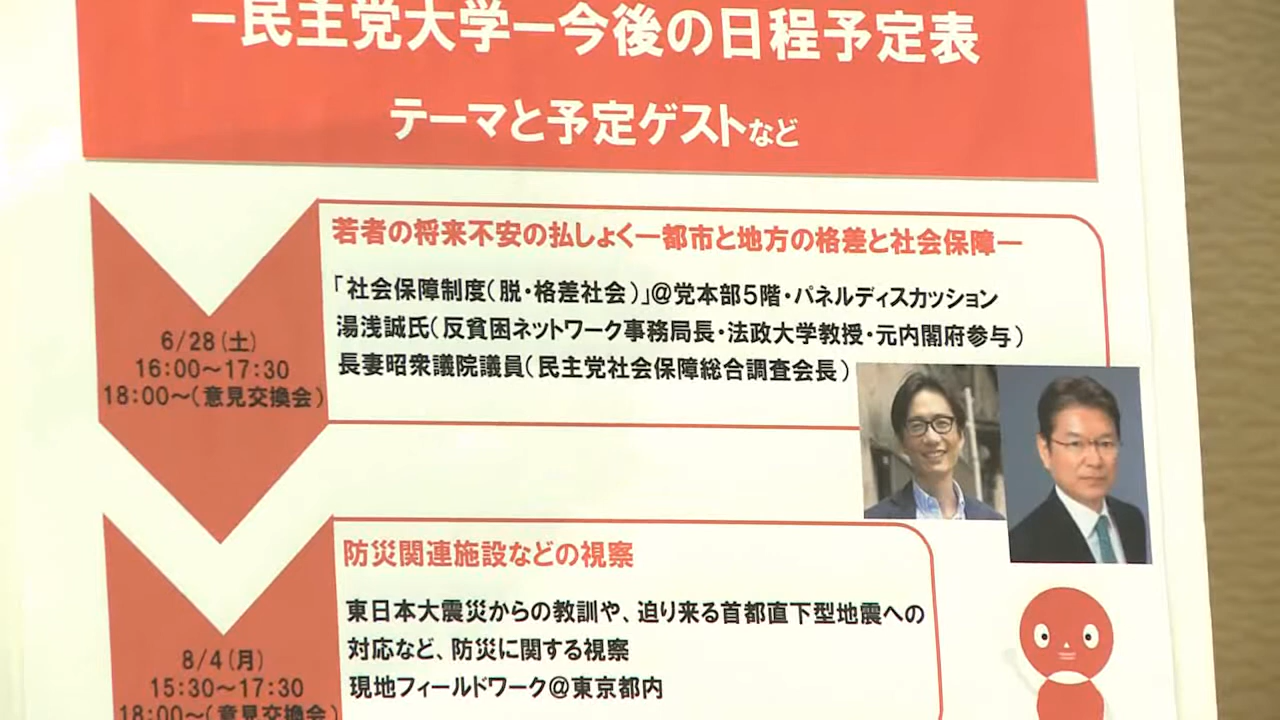 ー民主党大学ー今後の日程予定表
テーマと予定ゲストなど
若者の将来不安の払しょくー都市と地方の格差と社会保障ー
「社会保障制度(脱・格差社会)」@党本部5階・パネルディスカッション
湯浅誠氏(反貧困ネットワーク事務局長・法政大学教授・元内閣府参与)
長妻昭衆議院議員(民主党社会保障総合調査会長)
6/28(土)
16:00～17:30
18:00～(意見交換会)
防災関連施設などの視察
東日本大震災からの教訓や、迫り来る首都直下型地震への
対応など、防災に関する視察
現地フィールドワーク@東京都内
8/4(月)
15:30～17:30
18:00～(意見交換会)